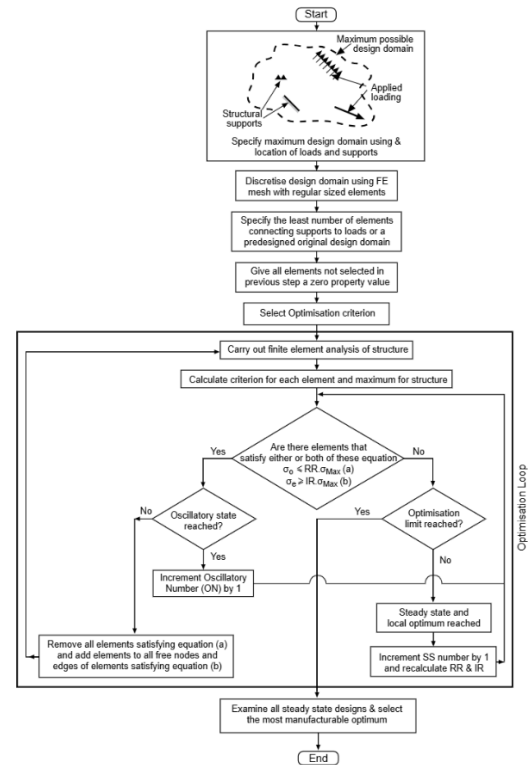 Start
Maximum possible
design domain
Applied
loading
Structural
supports
Specify maximum design domain using &
location of loads and supports
Discretise design domain using FE
mesh with regular sized elements
Specify the least number of elements
connecting supports to loads or a
predesigned original design domain
Give all elements not selected in
previous step a zero property value
Select Optimisation criterion
Carry out finite element analysis of structure
Calculate criterion for each element and maximum for structure
Are there elements that
satisfy either or both of these equation
σe ⩽ RR.σMax (a)
σe ⩾ IR.σMax (b)
Yes
No
Oscillatory state
reached?
No
Yes
Increment Oscillatory
Number (ON) by 1
Remove all elements satisfying equation (a)
and add elements to all free nodes and
edges of elements satisfying equation (b)
Optimisation
limit reached?
Yes
No
Steady state and
local optimum reached
Increment SS number by 1
and recalculate RR & IR
Optimisation Loop
Examine all steady state designs & select
the most manufacturable optimum
End